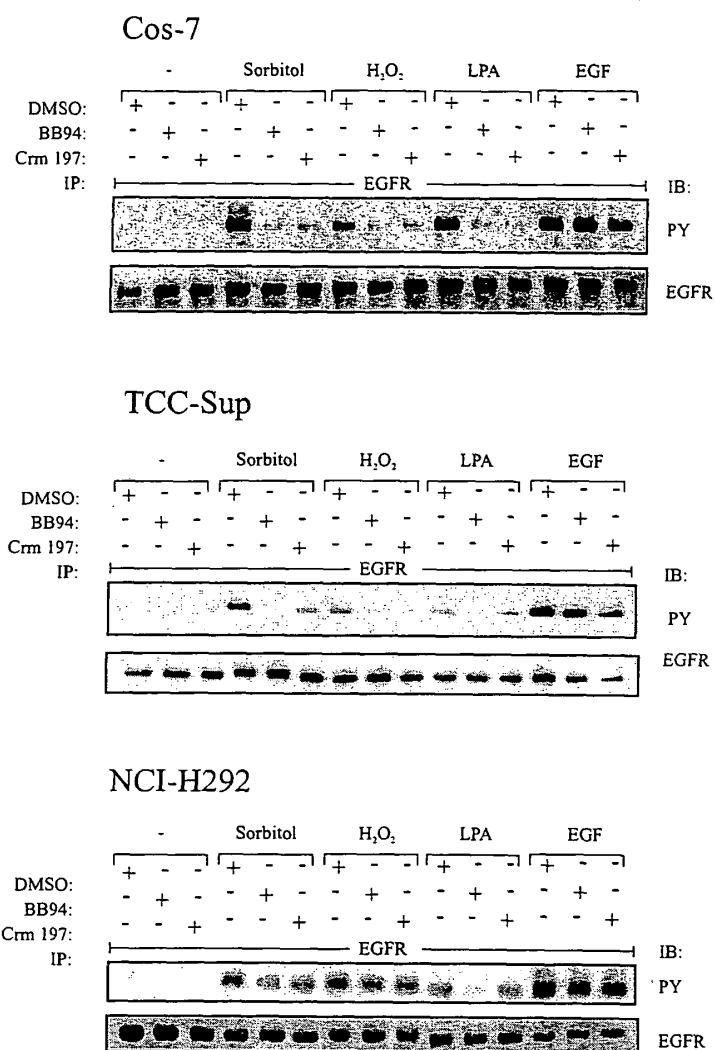 Cos-7
- Sorbitol H₂O₂ LPA EGF
DMSO: + - - + - - + - - + - - + - -
BB94: - + - - + - - + - - + - - + -
Crm 197: - - + - - + - - + - - + - - +
IP: EGFR IB:
PY
EGFR
TCC-Sup
- Sorbitol H₂O₂ LPA EGF
DMSO: + - - + - - + - - + - - + - -
BB94: - + - - + - - + - - + - - + -
Crm 197: - - + - - + - - + - - + - - +
IP: EGFR IB:
PY
EGFR
NCI-H292
- Sorbitol H₂O₂ LPA EGF
DMSO: + - - + - - + - - + - - + - -
BB94: - + - - + - - + - - + - - + -
Crm 197: - - + - - + - - + - - + - - +
IP: EGFR IB:
PY
EGFR